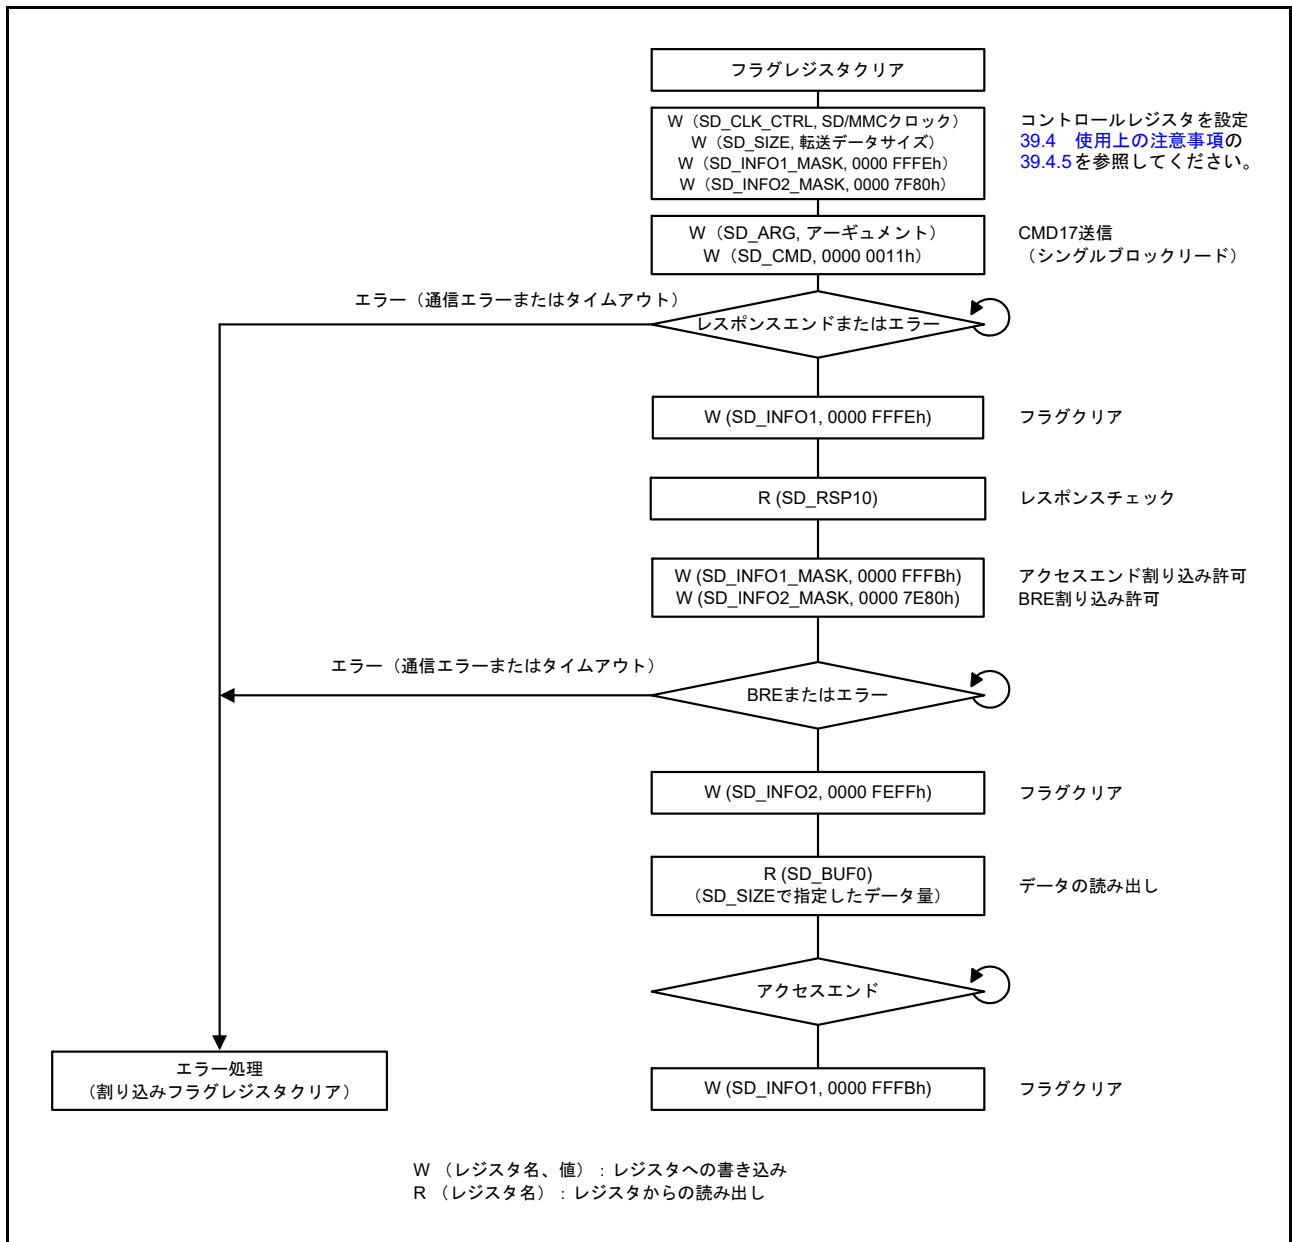 フラグレジスタクリア
W（SD_CLK_CTRL, SD/MMCクロック）
W（SD_SIZE, 転送データサイズ）
W（SD_INFO1_MASK, 0000 FFFEh）
W（SD_INFO2_MASK, 0000 7F80h）
コントロールレジスタを設定
39.4　使用上の注意事項の
39.4.5を参照してください。
W（SD_ARG, アーギュメント）
W（SD_CMD, 0000 0011h）
CMD17送信
（シングルブロックリード）
エラー（通信エラーまたはタイムアウト）
レスポンスエンドまたはエラー
W (SD_INFO1, 0000 FFFEh)
フラグクリア
R (SD_RSP10)
レスポンスチェック
W (SD_INFO1_MASK, 0000 FFFBh)
W (SD_INFO2_MASK, 0000 7E80h)
アクセスエンド割り込み許可
BRE割り込み許可
エラー（通信エラーまたはタイムアウト）
BREまたはエラー
W (SD_INFO2, 0000 FEFFh)
フラグクリア
R (SD_BUF0)
（SD_SIZEで指定したデータ量）
データの読み出し
アクセスエンド
エラー処理
（割り込みフラグレジスタクリア）
W (SD_INFO1, 0000 FFFBh)
フラグクリア
W （レジスタ名、値）：レジスタへの書き込み
R （レジスタ名）：レジスタからの読み出し